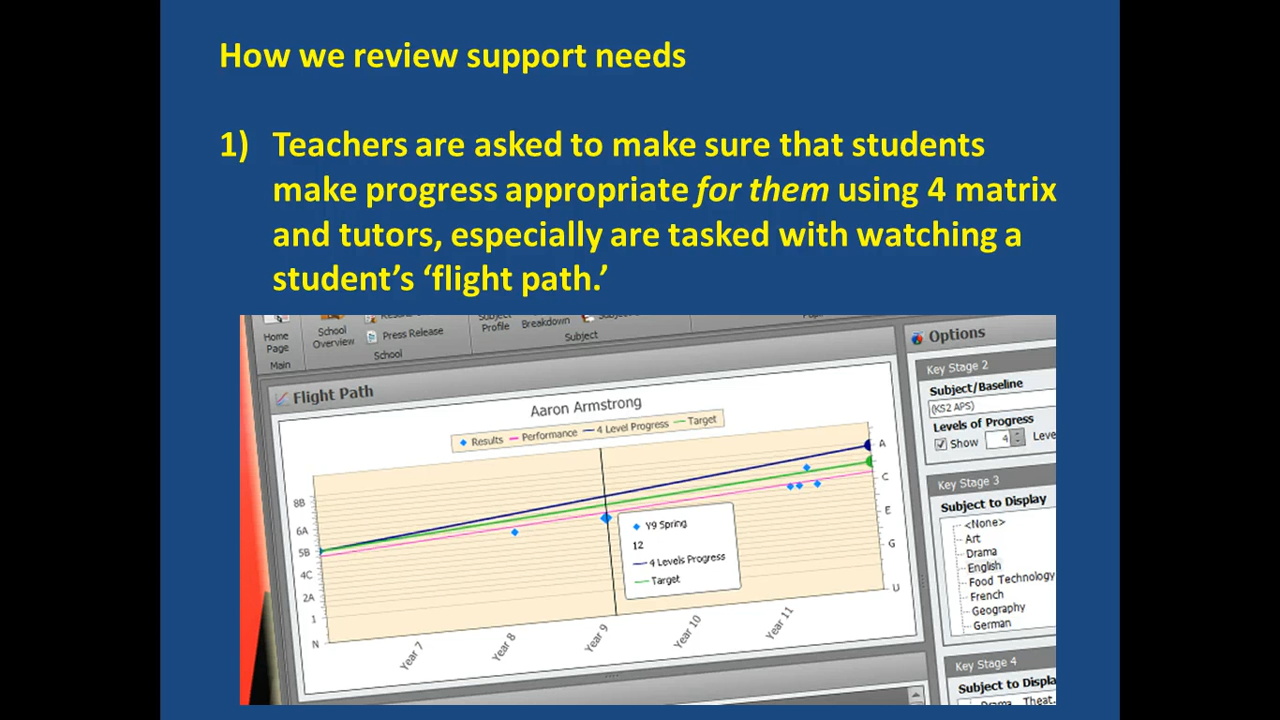 How we review support needs
1) Teachers are asked to make sure that students
make progress appropriate for them using 4 matrix
and tutors, especially are tasked with watching a
student's ‘flight path.’
Home
Page
Main
School
Overview
Press Release
School
Subject
Profile
Breakdown
Subject
Flight Path
Aaron Armstrong
Results Performance 4 Level Progress Target
8B
6A
5B
4C
2A
1
N
A
C
E
G
U
Y9 Spring
12
4 Levels Progress
Target
Year 7
Year 8
Year 9
Year 10
Year 11
Options
Key Stage 2
Subject/Baseline
(KS2 APS)
Levels of Progress
Show 4 Leve
Key Stage 3
Subject to Display
<None>
Art
Drama
English
Food Technology
French
Geography
German
Key Stage 4
Subject to Displa